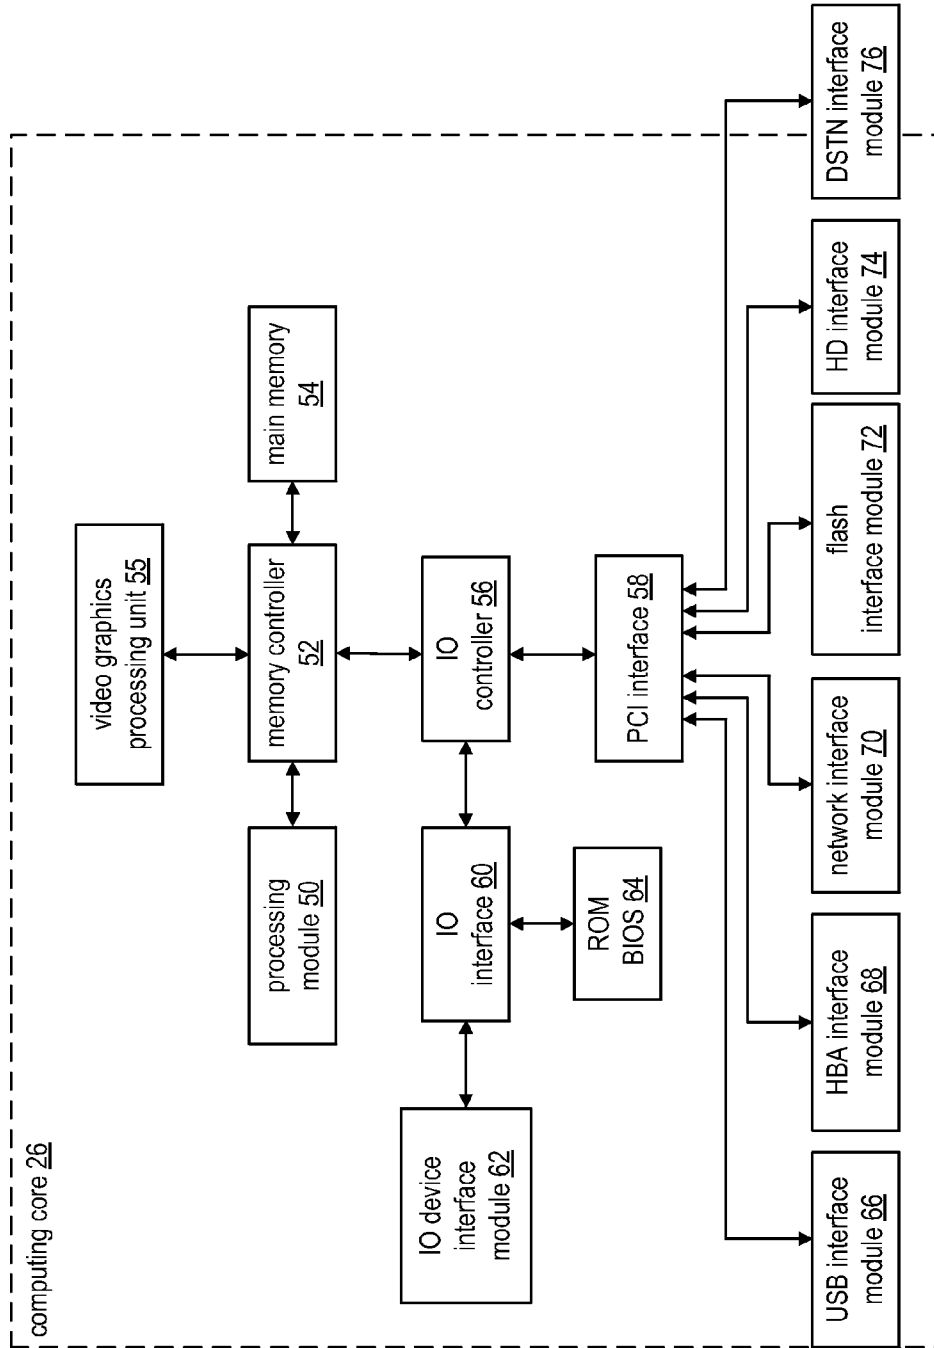 computing core 26
video graphics
processing unit 55
processing
module 50
memory controller
52
main memory
54
IO device
interface
module 62
IO
interface 60
IO
controller 56
ROM
BIOS 64
PCI interface 58
USB interface
module 66
HBA interface
module 68
network interface
module 70
flash
interface module 72
HD interface
module 74
DSTN interface
module 76